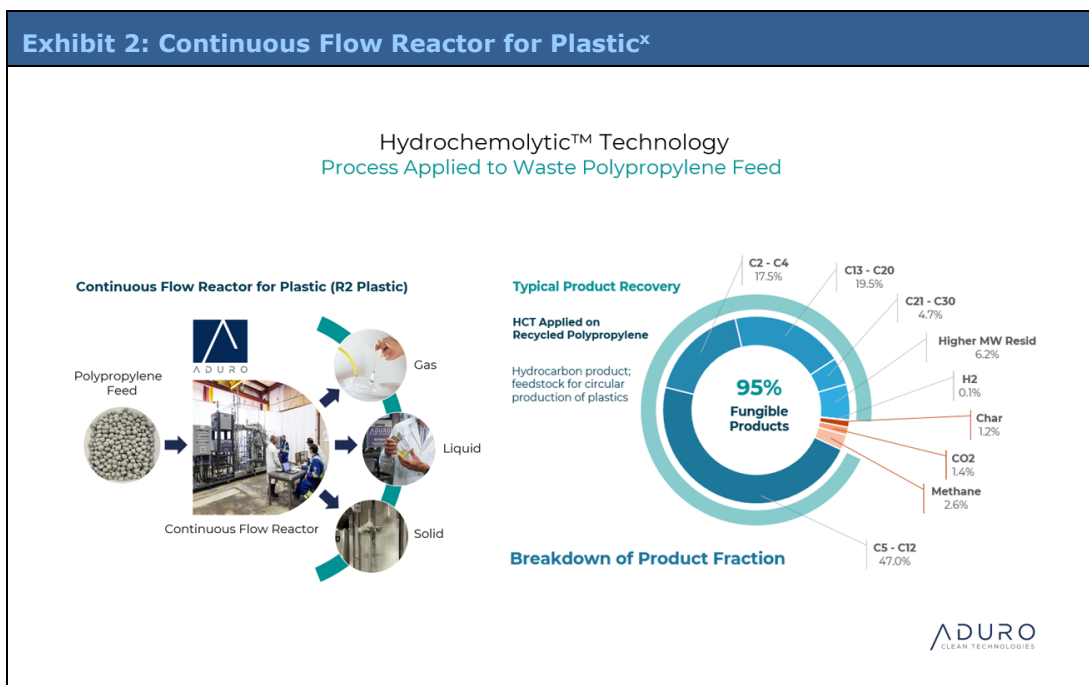 Exhibit 2: Continuous Flow Reactor for Plasticˣ
Hydrochemolytic™ Technology
Process Applied to Waste Polypropylene Feed
Continuous Flow Reactor for Plastic (R2 Plastic)
ADURO
Polypropylene
Feed
Continuous Flow Reactor
Gas
Liquid
Solid
Typical Product Recovery
HCT Applied on
Recycled Polypropylene
Hydrocarbon product;
feedstock for circular
production of plastics
C2 - C4
17.5%
C13 - C20
19.5%
C21 - C30
4.7%
Higher MW Resid
6.2%
H2
0.1%
Char
1.2%
CO2
1.4%
Methane
2.6%
C5 - C12
47.0%
95%
Fungible
Products
Breakdown of Product Fraction
ADURO
CLEAN TECHNOLOGIES